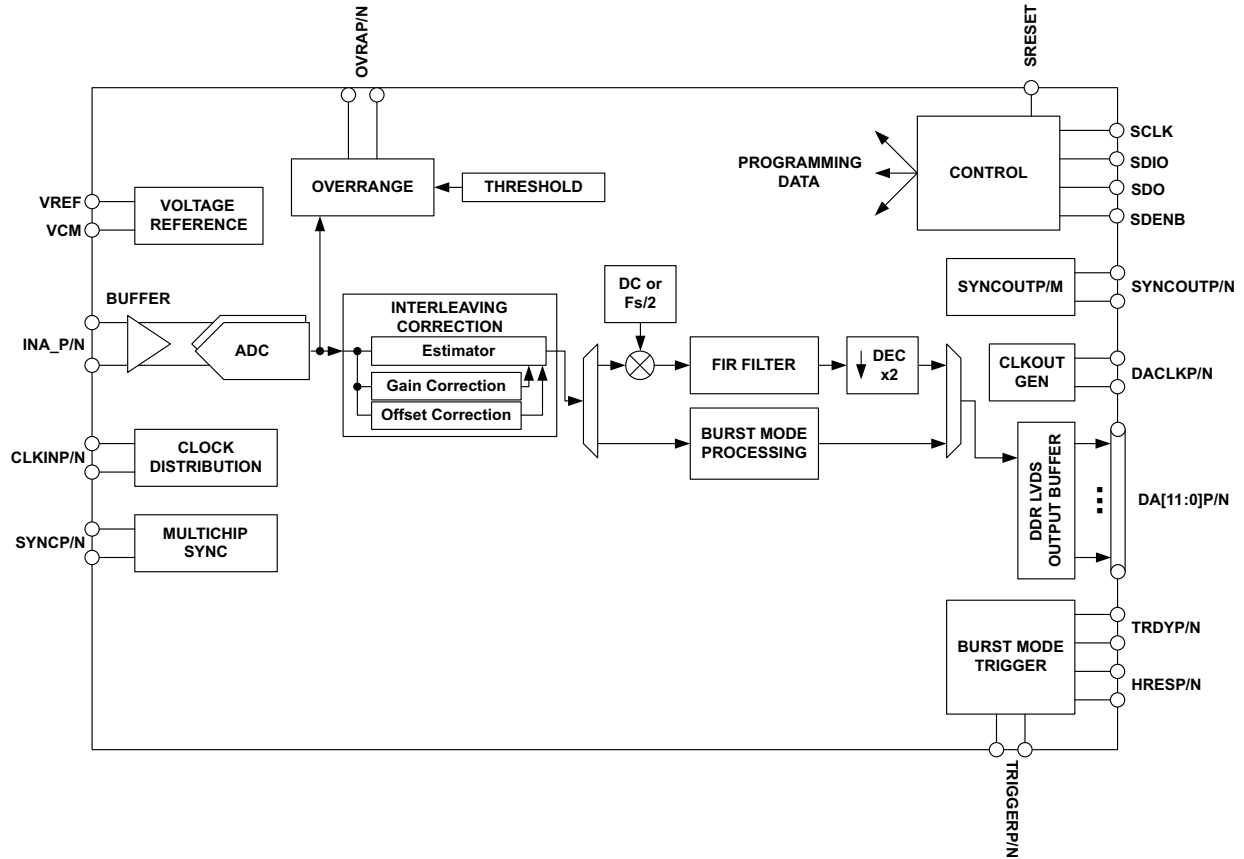 OVRAP/N
SRESET
OVERRANGE
THRESHOLD
PROGRAMMING
DATA
CONTROL
SCLK
SDIO
SDO
SDENB
VREF
VCM
VOLTAGE
REFERENCE
BUFFER
INA_P/N
ADC
INTERLEAVING
CORRECTION
Estimator
Gain Correction
Offset Correction
DC or
Fs/2
FIR FILTER
DEC
x2
BURST MODE
PROCESSING
SYNCOUTP/M
SYNCOUTP/N
CLKOUT
GEN
DACLKP/N
CLKINP/N
CLOCK
DISTRIBUTION
SYNCP/N
MULTICHIP
SYNC
DDR LVDS
OUTPUT BUFFER
DA[11:0]P/N
BURST MODE
TRIGGER
TRDYP/N
HRESP/N
TRIGGERP/N